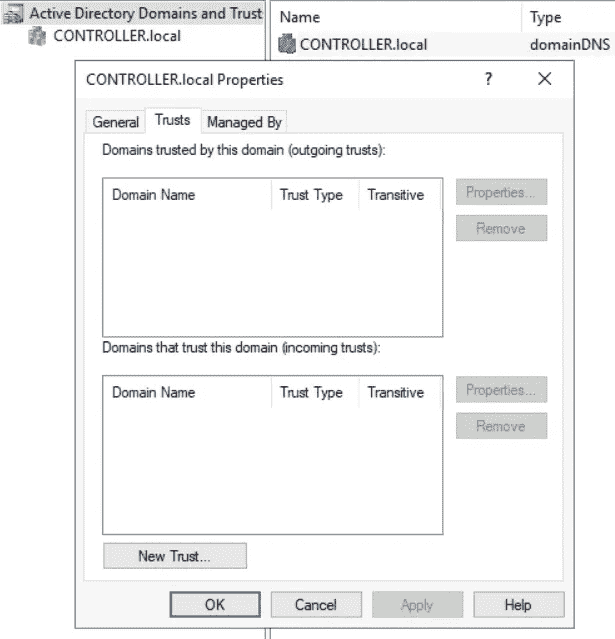 Active Directory Domains and Trust
CONTROLLER.local
Name Type
CONTROLLER.local domainDNS
CONTROLLER.local Properties ? X
General Trusts Managed By
Domains trusted by this domain (outgoing trusts):
Domain Name Trust Type Transitive
Properties...
Remove
Domains that trust this domain (incoming trusts):
Domain Name Trust Type Transitive
Properties...
Remove
New Trust...
OK Cancel Apply Help